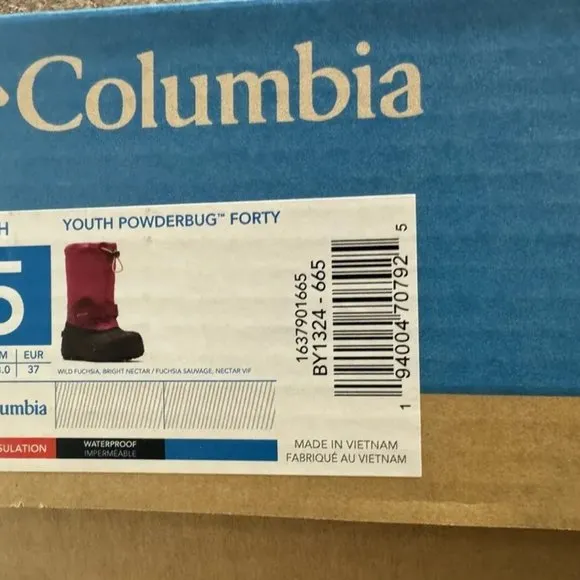 Columbia
YOUTH POWDERBUG™ FORTY
5
EUR
37
WILD FUCHSIA, BRIGHT NECTAR / FUCHSIA SAUVAGE, NECTAR VIF
1637901665
BY1324 - 665
1 94004 70792 5
WATERPROOF
IMPERMÉABLE
MADE IN VIETNAM
FABRIQUÉ AU VIETNAM